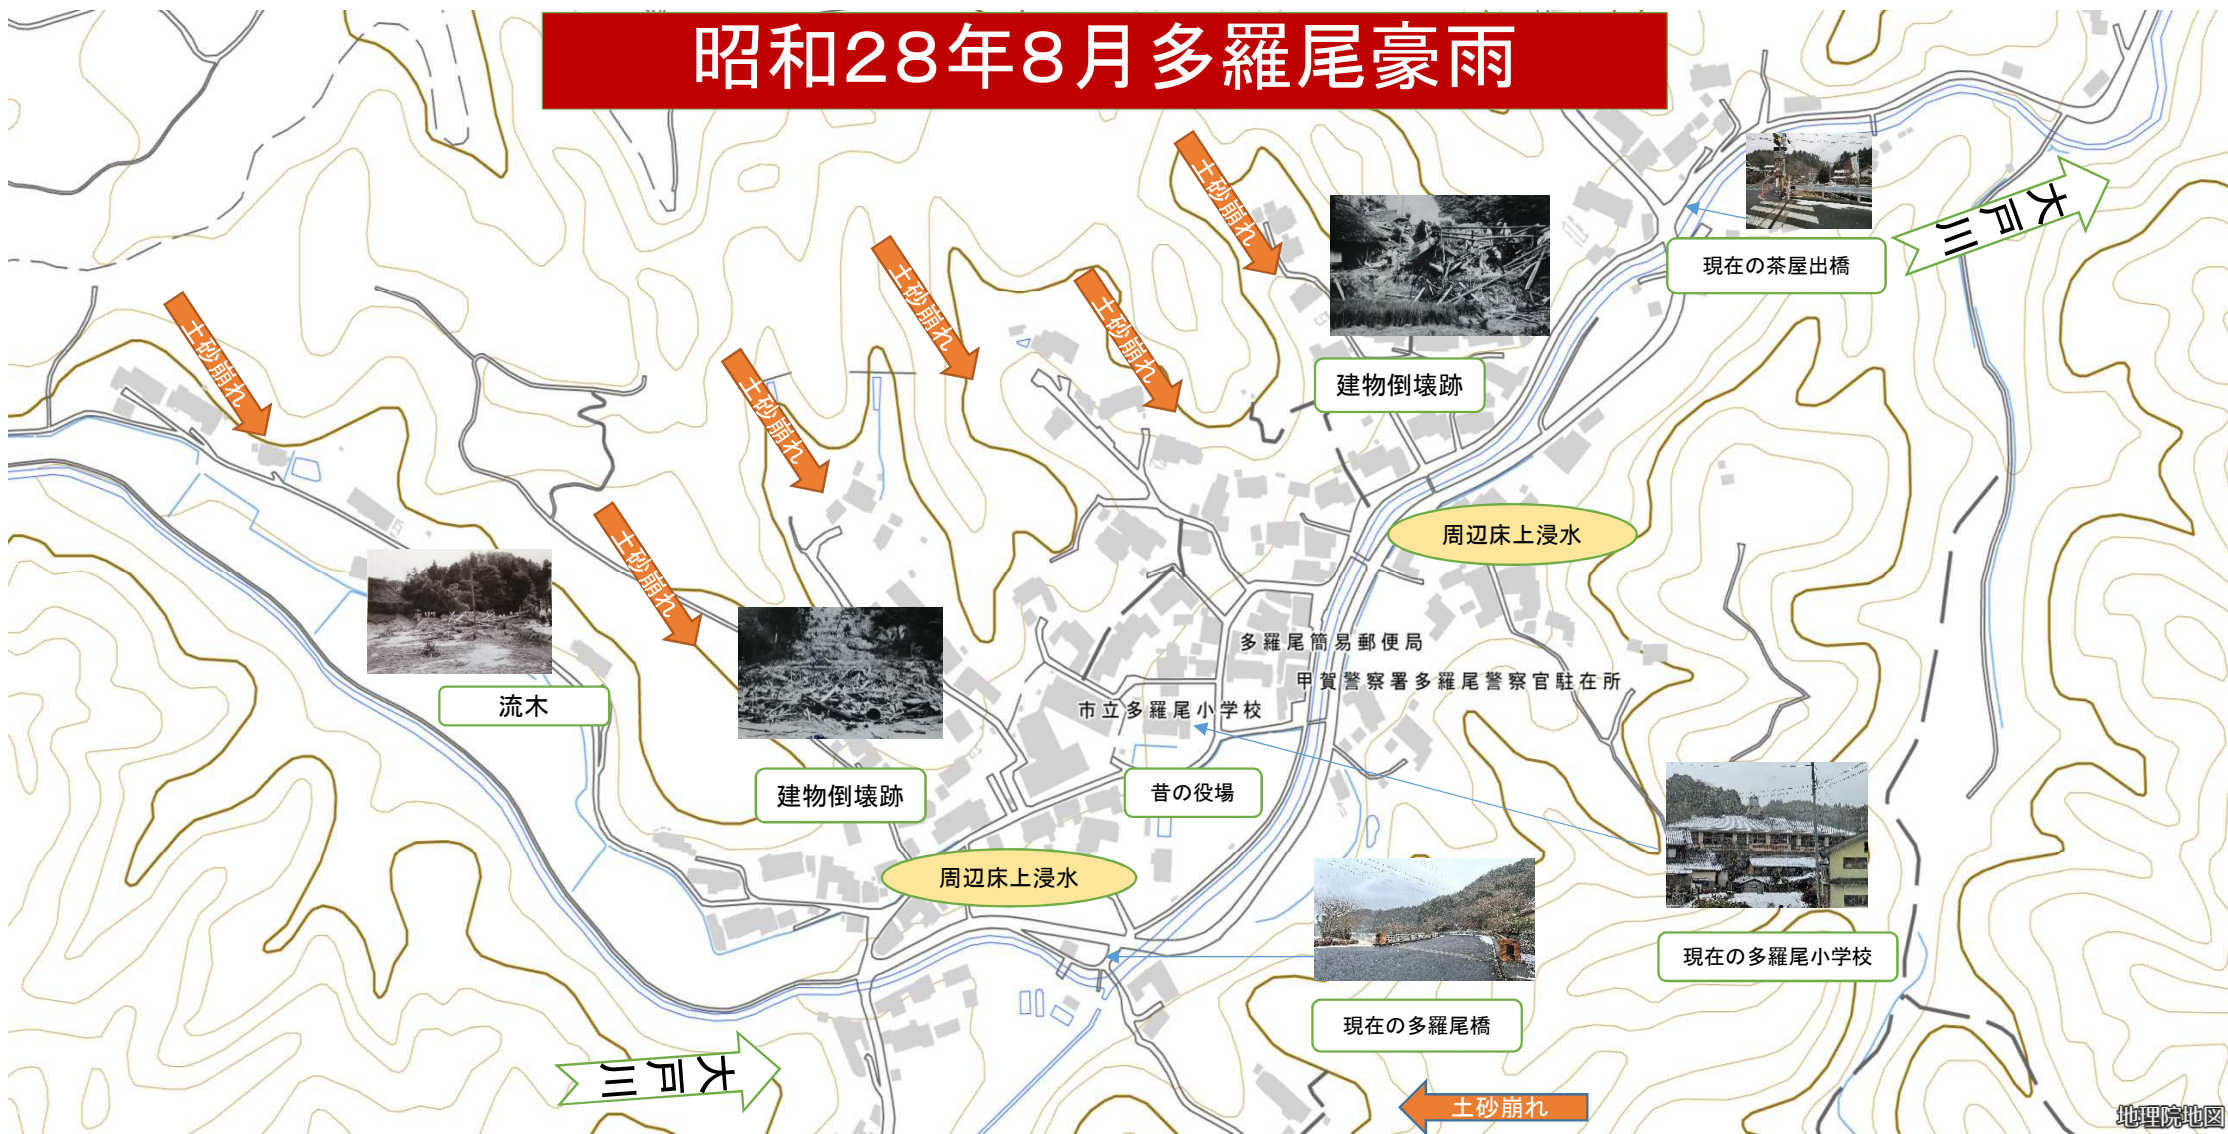 昭和28年8月多羅尾豪雨
土砂崩れ
土砂崩れ
土砂崩れ
土砂崩れ
土砂崩れ
土砂崩れ
土砂崩れ
大戸川
現在の茶屋出橋
建物倒壊跡
周辺床上浸水
多羅尾簡易郵便局
甲賀警察署多羅尾警察官駐在所
市立多羅尾小学校
流木
建物倒壊跡
昔の役場
周辺床上浸水
現在の多羅尾小学校
現在の多羅尾橋
大戸川
土砂崩れ
地理院地図